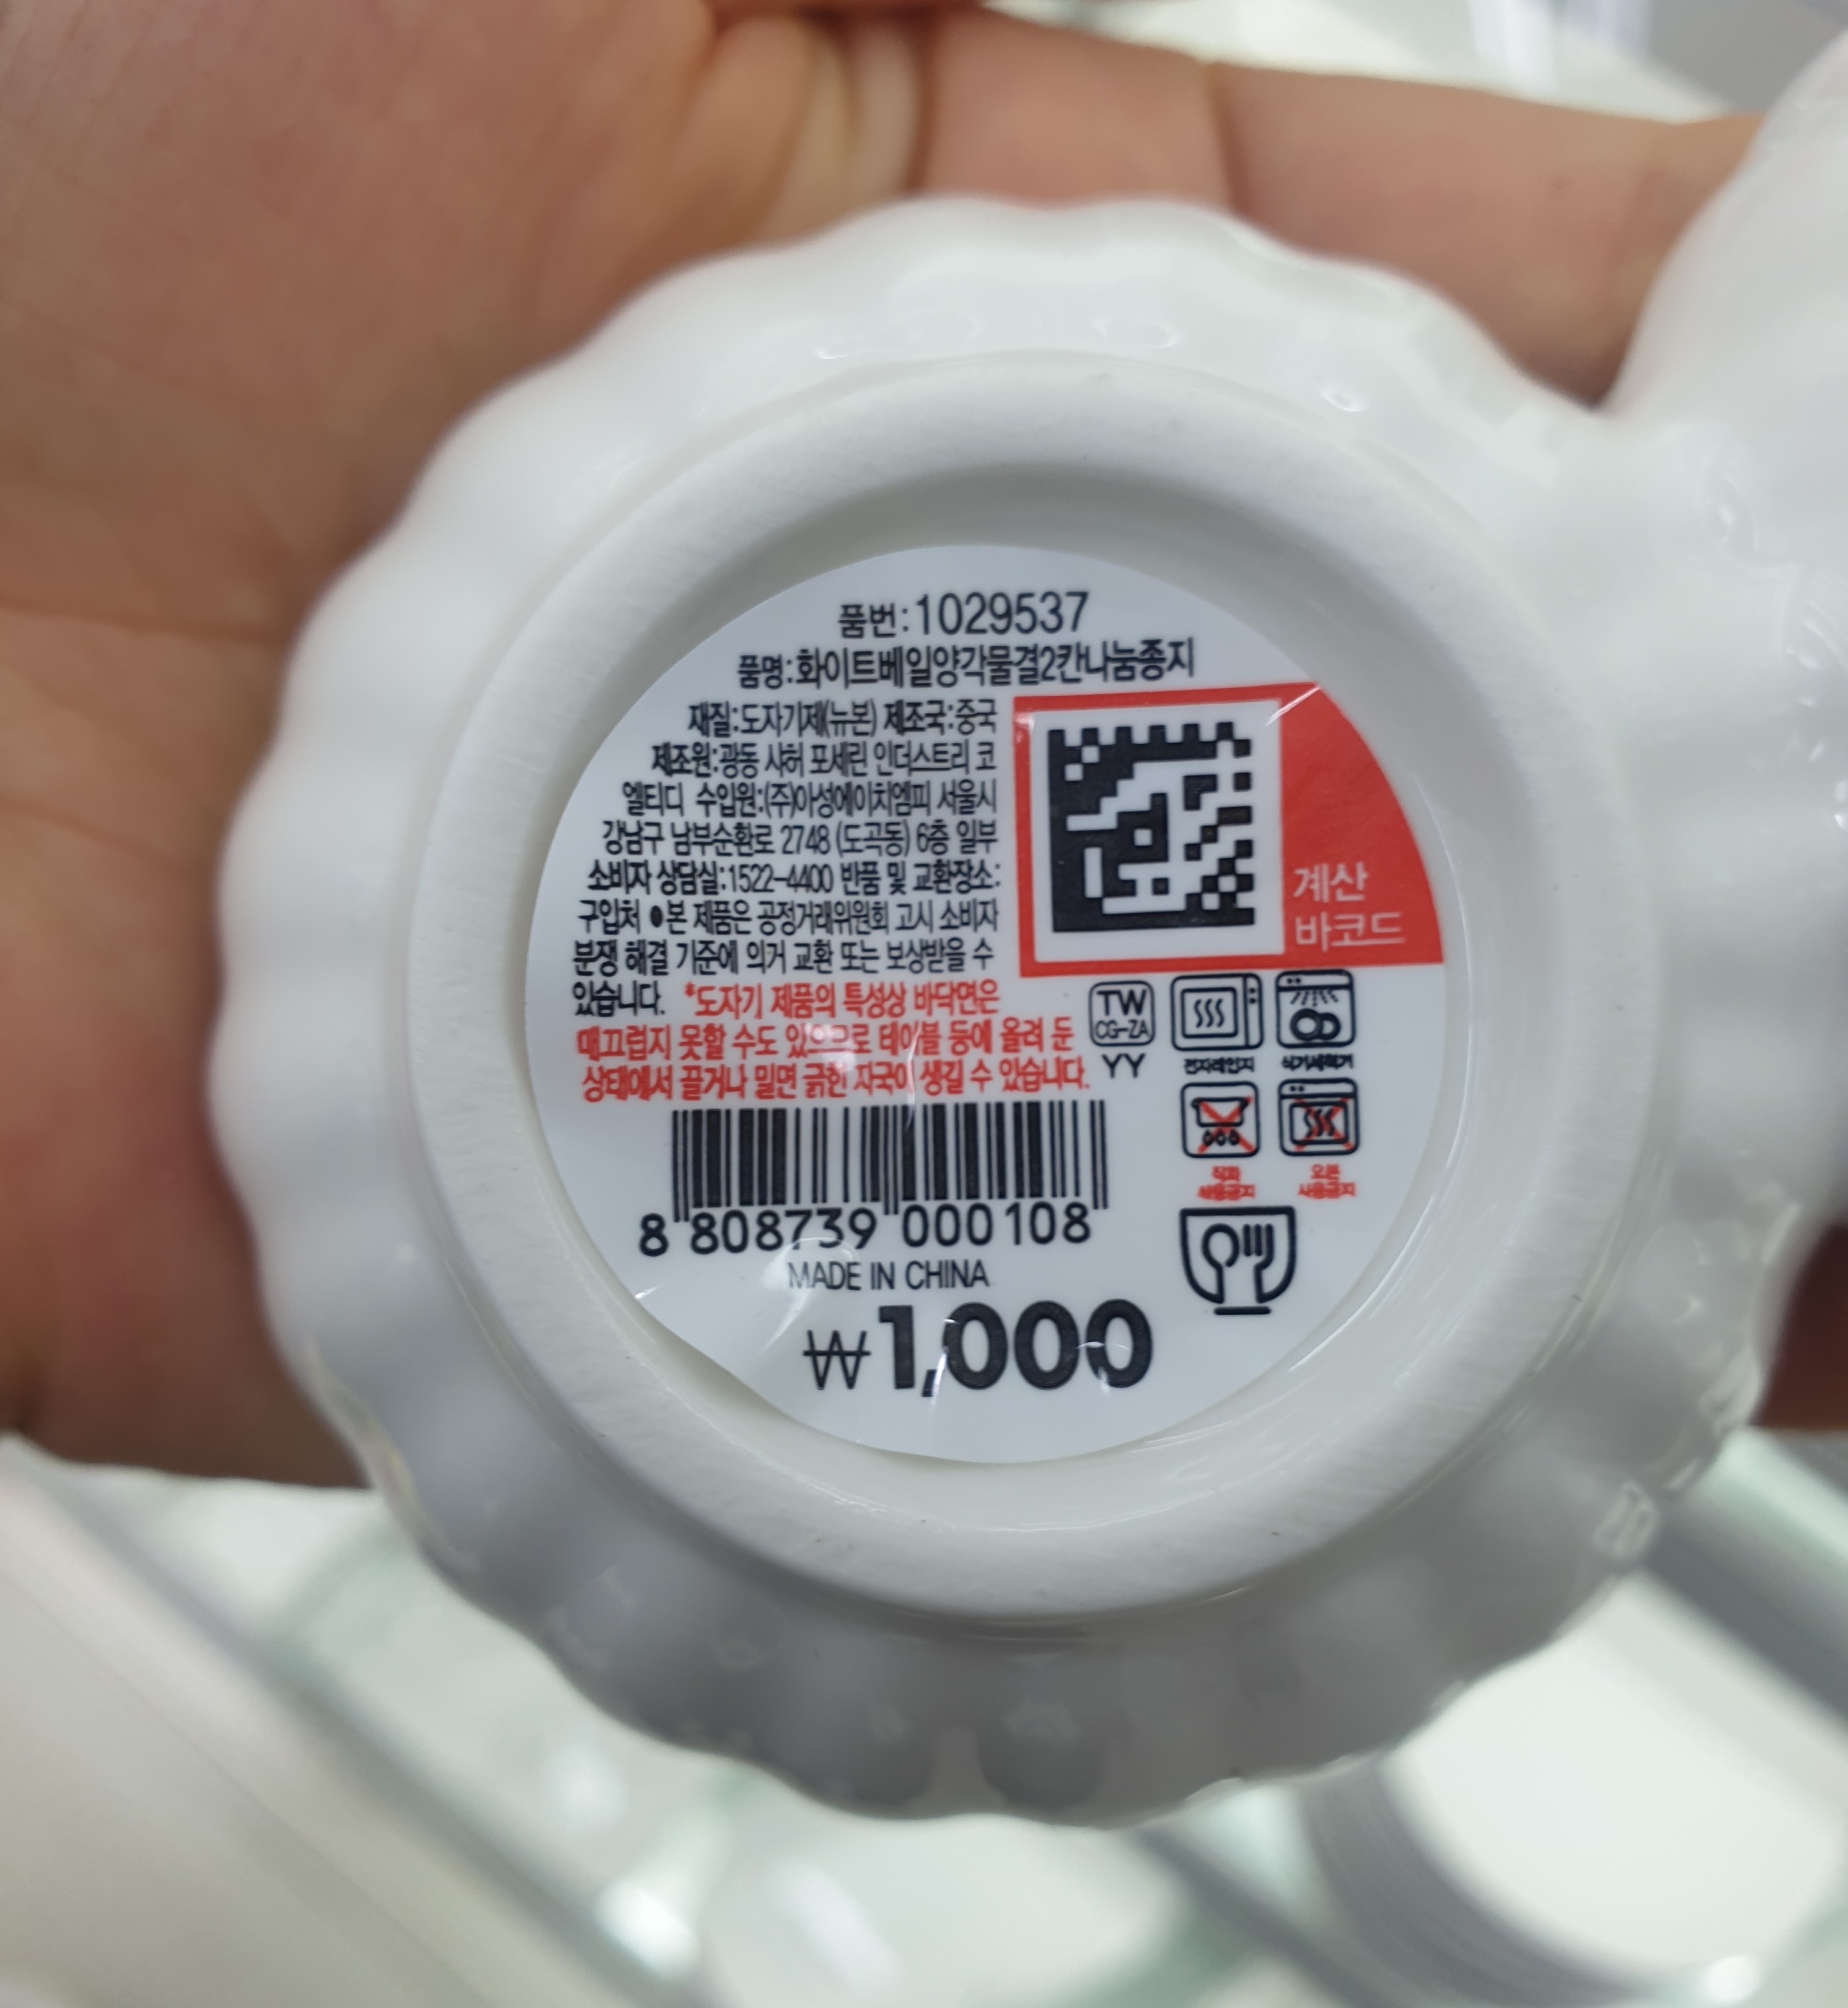 품번:1029537
품명:화이트베일양각물결2칸나눔종지
재질:도자기제(뉴본) 제조국:중국
제조원:광동 샤허 포세린 인더스트리 코
엘티디 수입원:(주)아성에이치엠피 서울시
강남구 남부순환로 2748 (도곡동) 6층 일부
소비자 상담실:1522-4400 반품 및 교환장소:
구입처 ●본 제품은 공정거래위원회 고시 소비자
분쟁 해결 기준에 의거 교환 또는 보상받을 수
있습니다. *도자기 제품의 특성상 바닥면은
매끄럽지 못할 수도 있으므로 테이블 등에 올려 둔
상태에서 끌거나 밀면 긁힌 자국이 생길 수 있습니다.
계산
바코드
TW
CG-ZA
YY
전자레인지
식기세척기
직화
사용금지
오븐
사용금지
8 808739 000108
MADE IN CHINA
₩1,000